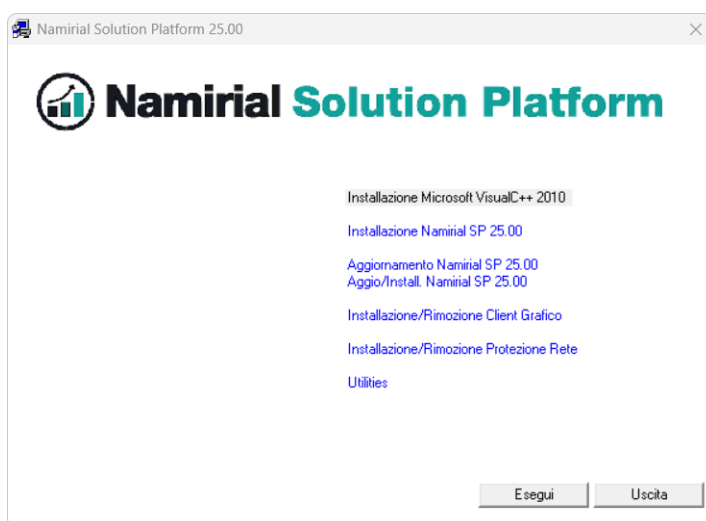 Namirial Solution Platform 25.00
Namirial Solution Platform
Installazione Microsoft VisualC++ 2010
Installazione Namirial SP 25.00
Aggiornamento Namirial SP 25.00
Aggio/Install. Namirial SP 25.00
Installazione/Rimozione Client Grafico
Installazione/Rimozione Protezione Rete
Utilities
Esegui
Uscita